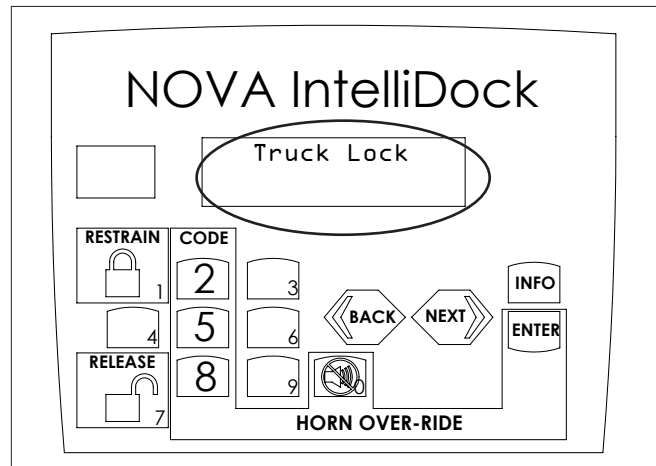 NOVA IntelliDock
Truck Lock
RESTRAIN
CODE
1
2
3
INFO
4
5
6
BACK
NEXT
ENTER
RELEASE
7
8
9
0
HORN OVER-RIDE